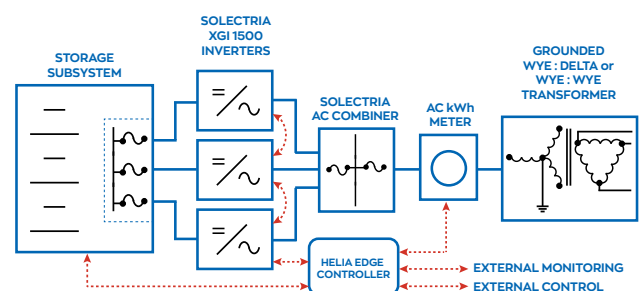 SOLECTRIA
XGI 1500
INVERTERS
STORAGE
SUBSYSTEM
SOLECTRIA
AC COMBINER
AC kWh
METER
GROUNDED
WYE : DELTA or
WYE : WYE
TRANSFORMER
HELIA EDGE
CONTROLLER
EXTERNAL MONITORING
EXTERNAL CONTROL